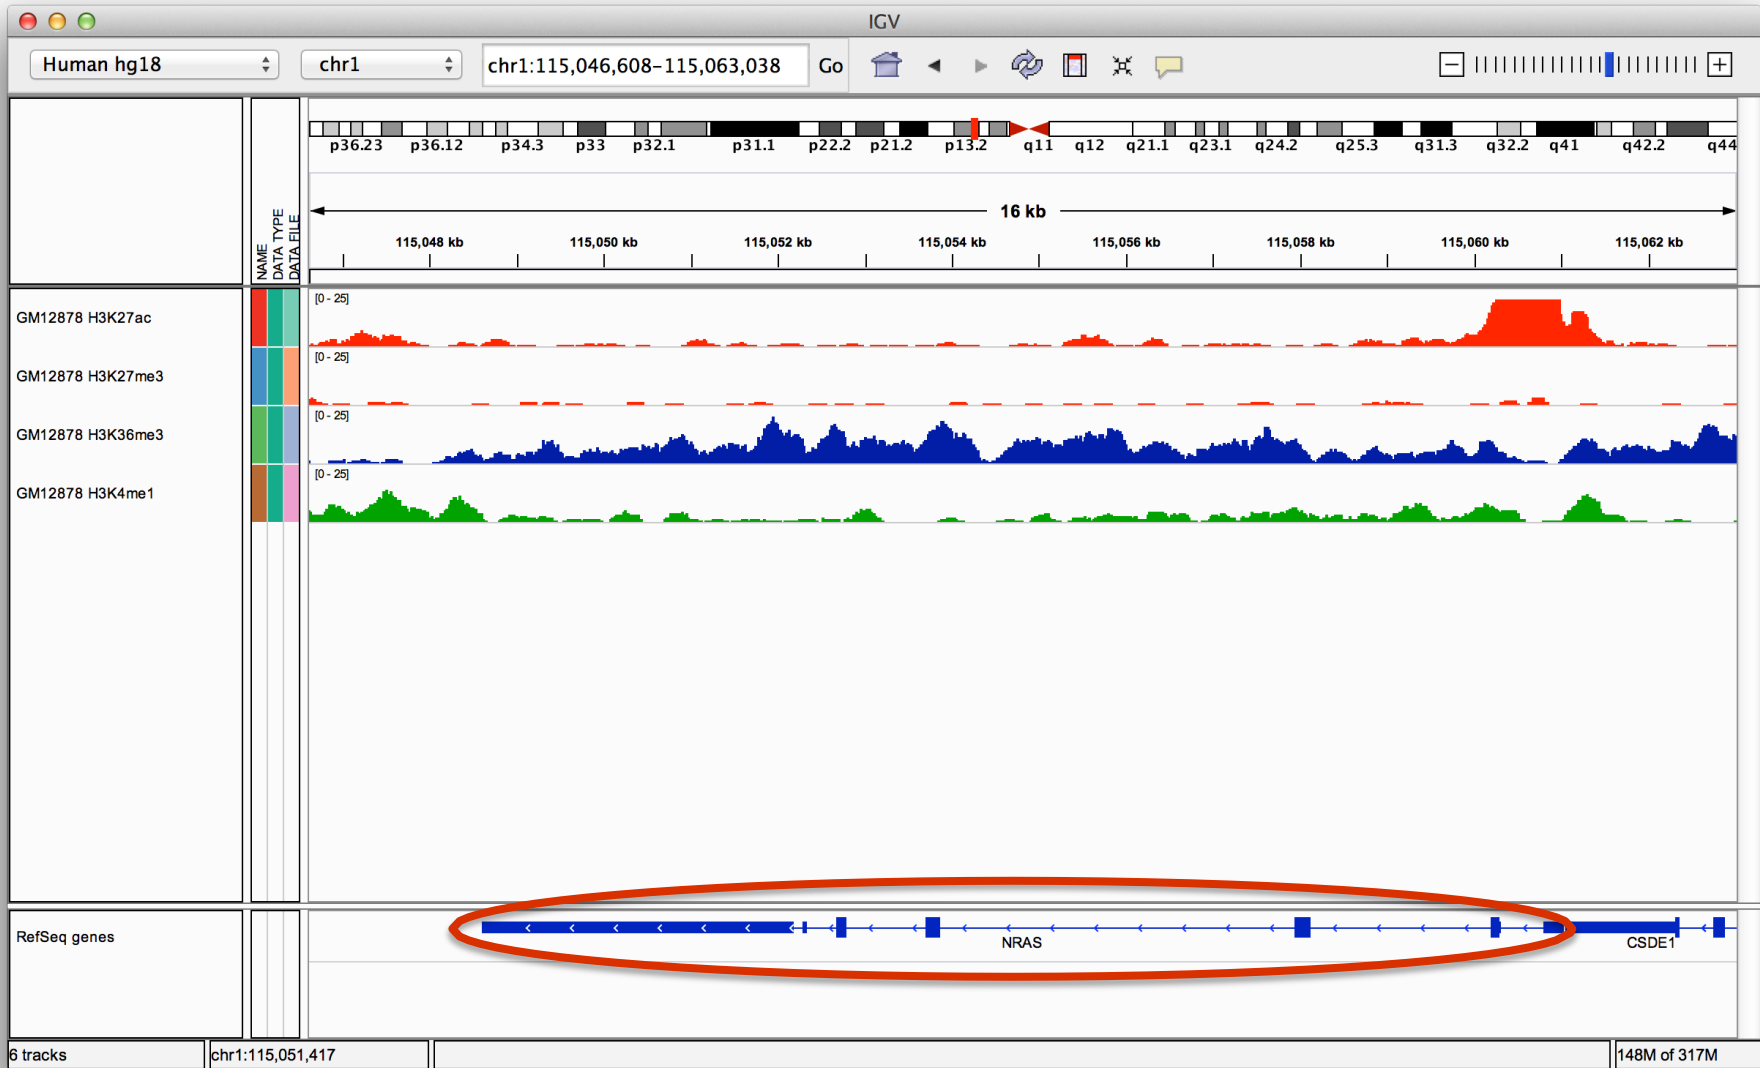 IGV
Human hg18 chr1 chr1:115,046,608-115,063,038 Go
p36.23 p36.12 p34.3 p33 p32.1 p31.1 p22.2 p21.2 p13.2 q11 q12 q21.1 q23.1 q24.2 q25.3 q31.3 q32.2 q41 q42.2 q44
16 kb
NAME
DATA TYPE
DATA FILE
115,048 kb 115,050 kb 115,052 kb 115,054 kb 115,056 kb 115,058 kb 115,060 kb 115,062 kb
[0 - 25]
GM12878 H3K27ac
[0 - 25]
GM12878 H3K27me3
[0 - 25]
GM12878 H3K36me3
[0 - 25]
GM12878 H3K4me1
RefSeq genes
NRAS CSDE1
6 tracks chr1:115,051,417 148M of 317M